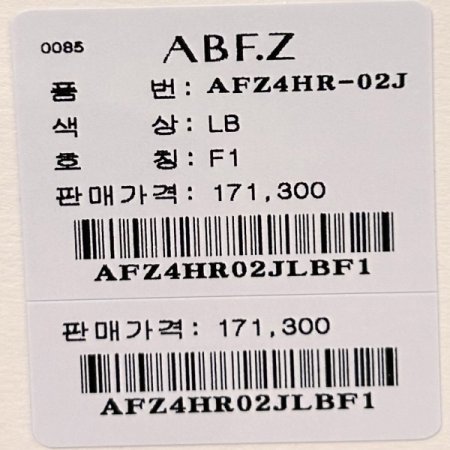 0085 ABF.Z
품 번: AFZ4HR-02J
색 상: LB
호 칭: F1
판매가격: 171,300
AFZ4HR02JLBF1
판매가격: 171,300
AFZ4HR02JLBF1